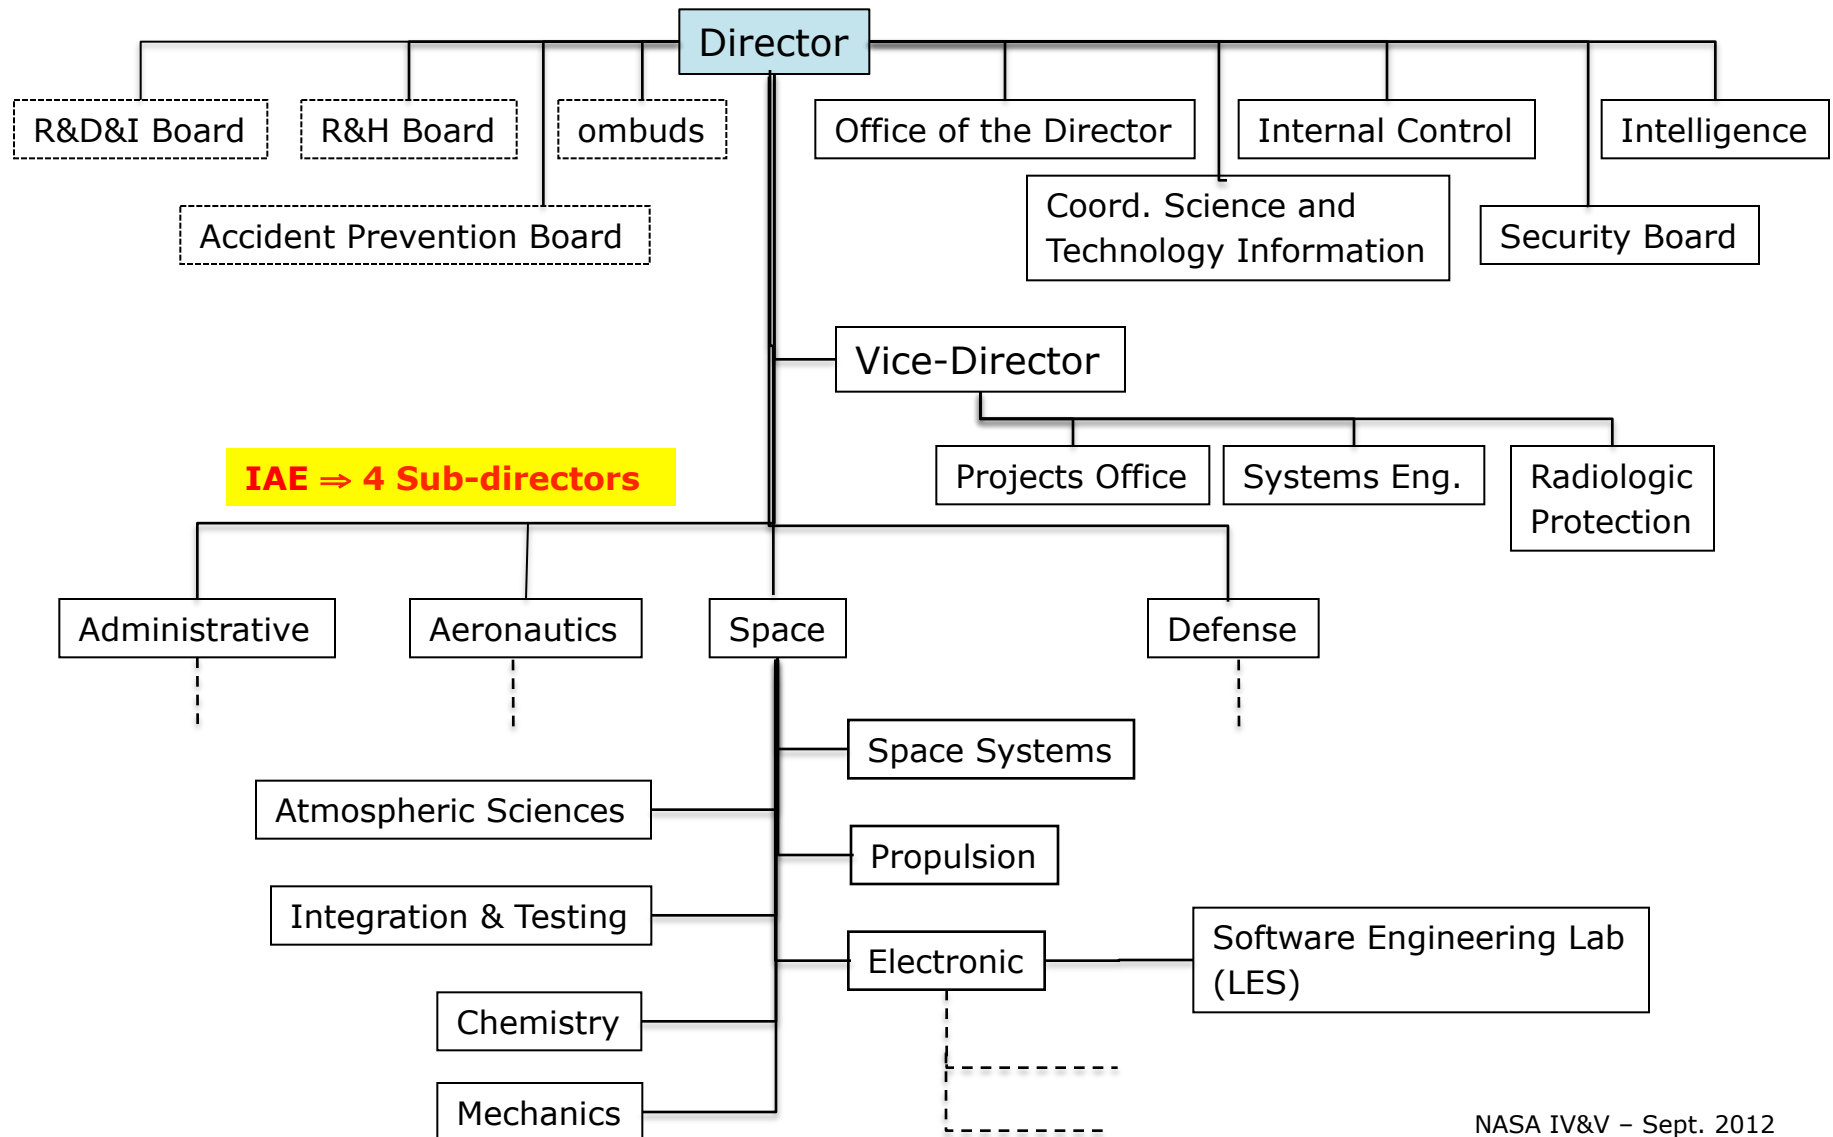 Director
R&D&I Board
R&H Board
ombuds
Office of the Director
Internal Control
Intelligence
Accident Prevention Board
Coord. Science and
Technology Information
Security Board
Vice-Director
IAE ⇒ 4 Sub-directors
Projects Office
Systems Eng.
Radiologic
Protection
Administrative
Aeronautics
Space
Defense
Space Systems
Atmospheric Sciences
Propulsion
Integration & Testing
Electronic
Software Engineering Lab
(LES)
Chemistry
Mechanics
NASA IV&V – Sept. 2012